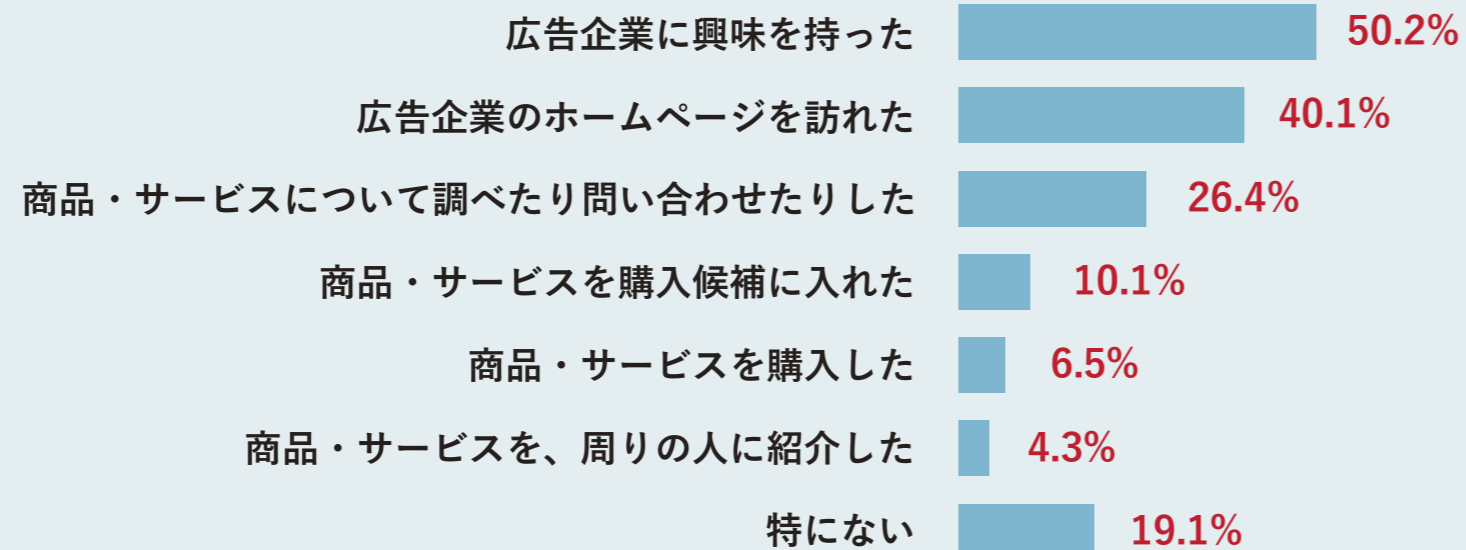 広告企業に興味を持った 50.2%
広告企業のホームページを訪れた 40.1%
商品・サービスについて調べたり問い合わせたりした 26.4%
商品・サービスを購入候補に入れた 10.1%
商品・サービスを購入した 6.5%
商品・サービスを、周りの人に紹介した 4.3%
特にない 19.1%